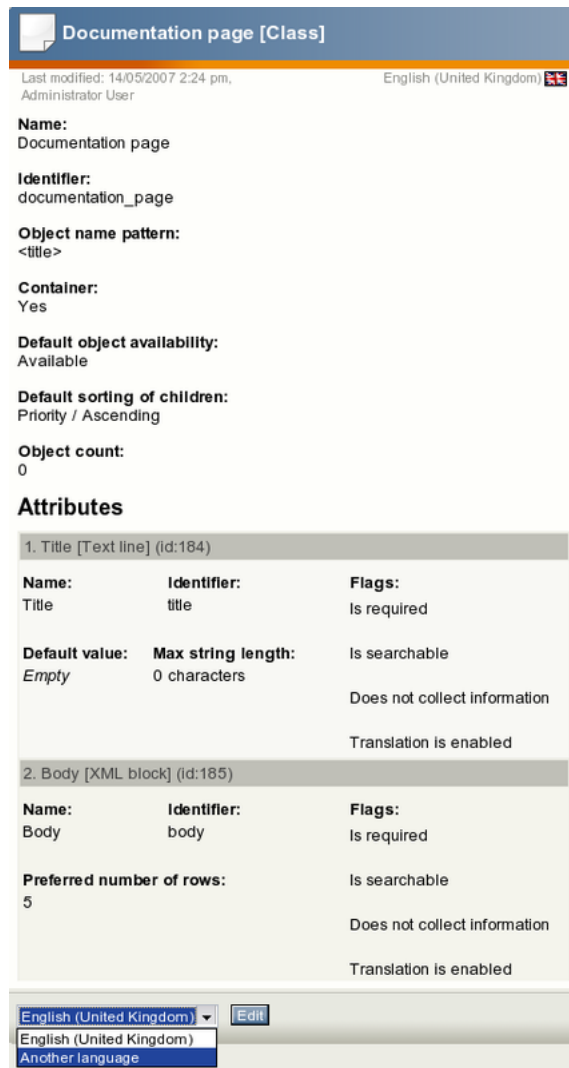 Documentation page [Class]
Last modified: 14/05/2007 2:24 pm, English (United Kingdom)
Administrator User
Name:
Documentation page
Identifier:
documentation_page
Object name pattern:
<title>
Container:
Yes
Default object availability:
Available
Default sorting of children:
Priority / Ascending
Object count:
0
Attributes
1. Title [Text line] (id:184)
Name: Identifier: Flags:
Title title Is required
Default value: Max string length: Is searchable
Empty 0 characters
Does not collect information
Translation is enabled
2. Body [XML block] (id:185)
Name: Identifier: Flags:
Body body Is required
Preferred number of rows: Is searchable
5
Does not collect information
Translation is enabled
English (United Kingdom) Edit
English (United Kingdom)
Another language